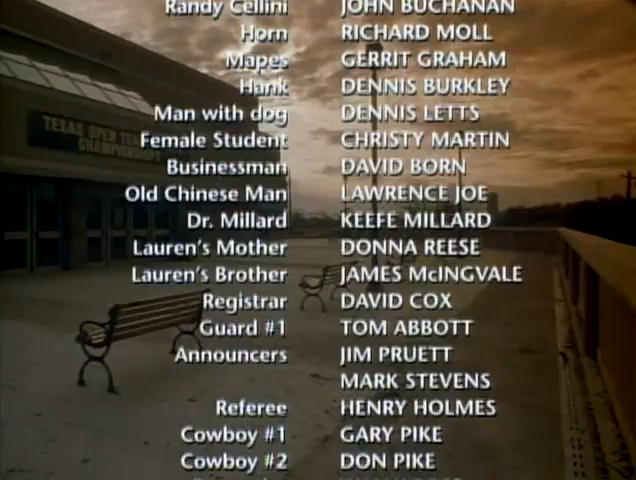 Randy Cellini JOHN BUCHANAN
Horn RICHARD MOLL
Mapes GERRIT GRAHAM
Hank DENNIS BURKLEY
Man with dog DENNIS LETTS
Female Student CHRISTY MARTIN
Businessman DAVID BORN
Old Chinese Man LAWRENCE JOE
Dr. Millard KEEFE MILLARD
Lauren's Mother DONNA REESE
Lauren's Brother JAMES McINGVALE
Registrar DAVID COX
Guard #1 TOM ABBOTT
Announcers JIM PRUETT
MARK STEVENS
Referee HENRY HOLMES
Cowboy #1 GARY PIKE
Cowboy #2 DON PIKE
TEXAS OPEN
CHAMPIONSHIP